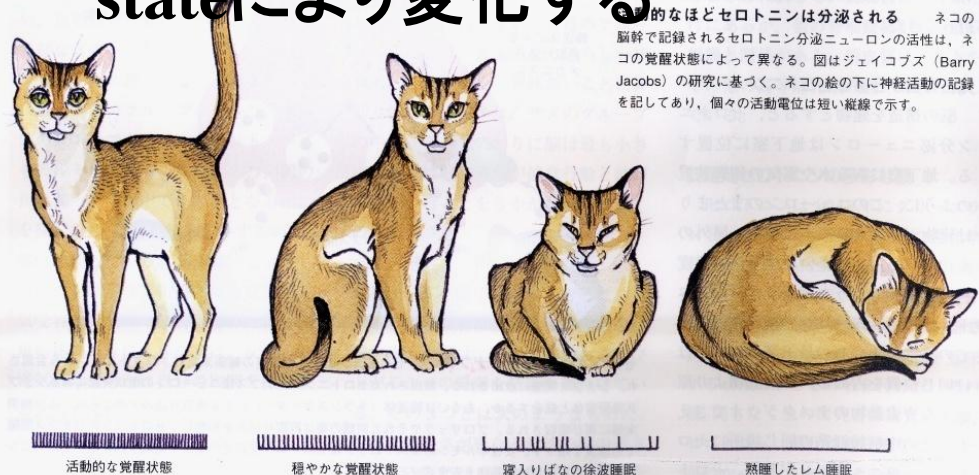 stateにより変化する
動的なほどセロトニンは分泌される　ネコの
脳幹で記録されるセロトニン分泌ニューロンの活性は，ネ
コの覚醒状態によって異なる。図はジェイコブズ（Barry
Jacobs）の研究に基づく。ネコの絵の下に神経活動の記録
を記してあり，個々の活動電位は短い縦線で示す。
活動的な覚醒状態　穏やかな覚醒状態　寝入りばなの徐波睡眠　熟睡したレム睡眠